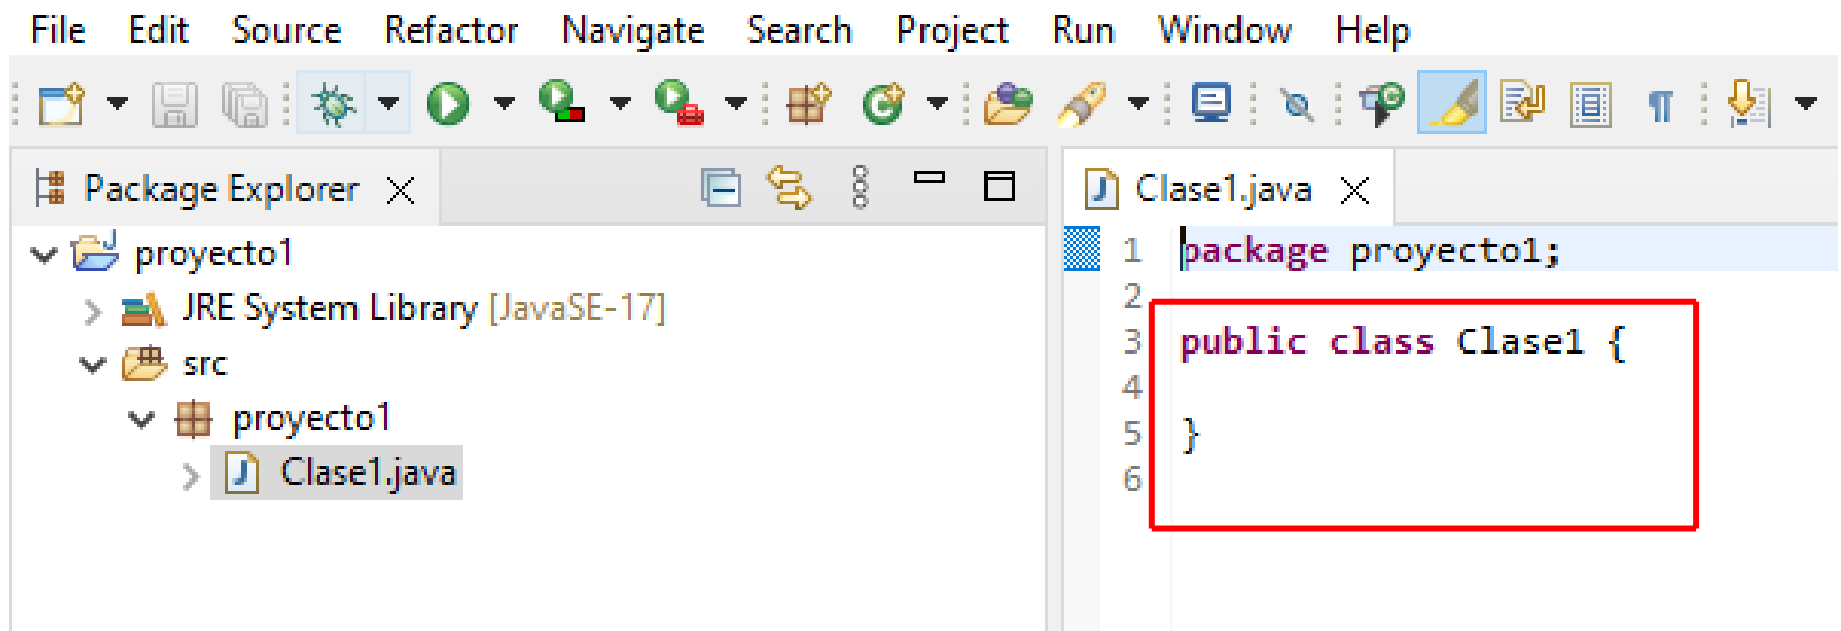 File Edit Source Refactor Navigate Search Project Run Window Help
Package Explorer
proyecto1
JRE System Library [JavaSE-17]
src
proyecto1
Clase1.java
Clase1.java
1 package proyecto1;
2
3 public class Clase1 {
4
5 }
6